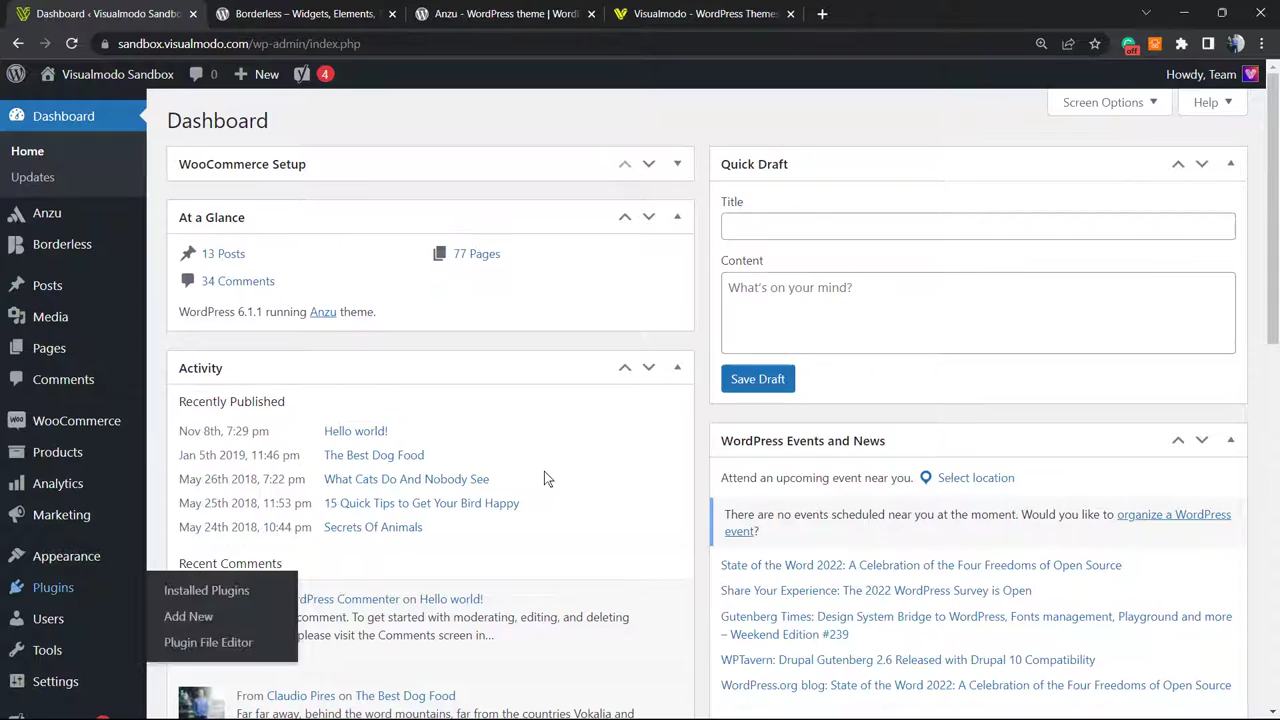 Visualmodo Dashboard ‹ Visualmodo Sandbo
Borderless – Widgets, Elements,
Anzu - WordPress theme | Word
Visualmodo - WordPress Themes
sandbox.visualmodo.com/wp-admin/index.php
off
Visualmodo Sandbox
0
New
4
Howdy, Team
Dashboard
Home
Updates
Anzu
Borderless
Posts
Media
Pages
Comments
WooCommerce
Products
Analytics
Marketing
Appearance
Plugins
Users
Tools
Settings
Installed Plugins
Add New
Plugin File Editor
Screen Options
Help
Dashboard
WooCommerce Setup
At a Glance
13 Posts
77 Pages
34 Comments
WordPress 6.1.1 running Anzu theme.
Activity
Recently Published
Nov 8th, 7:29 pm Hello world!
Jan 5th 2019, 11:46 pm The Best Dog Food
May 26th 2018, 7:22 pm What Cats Do And Nobody See
May 25th 2018, 11:53 pm 15 Quick Tips to Get Your Bird Happy
May 24th 2018, 10:44 pm Secrets Of Animals
Recent Comments
Commenter on Hello world!
To get started with moderating, editing, and deleting
please visit the Comments screen in...
From Claudio Pires on The Best Dog Food
Far far away, behind the word mountains, far from the countries Vokalia and
Quick Draft
Title
Content
What's on your mind?
Save Draft
WordPress Events and News
Attend an upcoming event near you. Select location
There are no events scheduled near you at the moment. Would you like to organize a WordPress
event?
State of the Word 2022: A Celebration of the Four Freedoms of Open Source
Share Your Experience: The 2022 WordPress Survey is Open
Gutenberg Times: Design System Bridge to WordPress, Fonts management, Playground and more
– Weekend Edition #239
WPTavern: Drupal Gutenberg 2.6 Released with Drupal 10 Compatibility
WordPress.org blog: State of the Word 2022: A Celebration of the Four Freedoms of Open Source